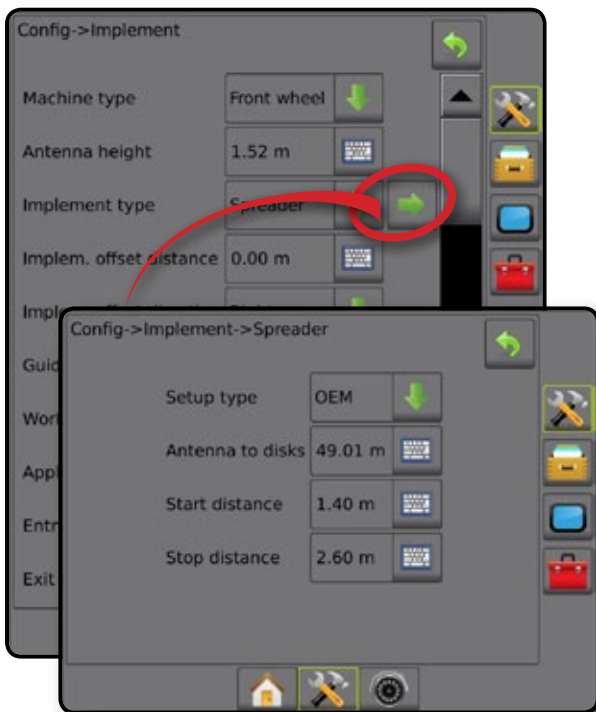 Config->Implement
Machine type Front wheel
Antenna height 1.52 m
Implement type Spreader
Implem. offset distance 0.00 m
Config->Implement->Spreader
Setup type OEM
Antenna to disks 49.01 m
Start distance 1.40 m
Stop distance 2.60 m
Exit